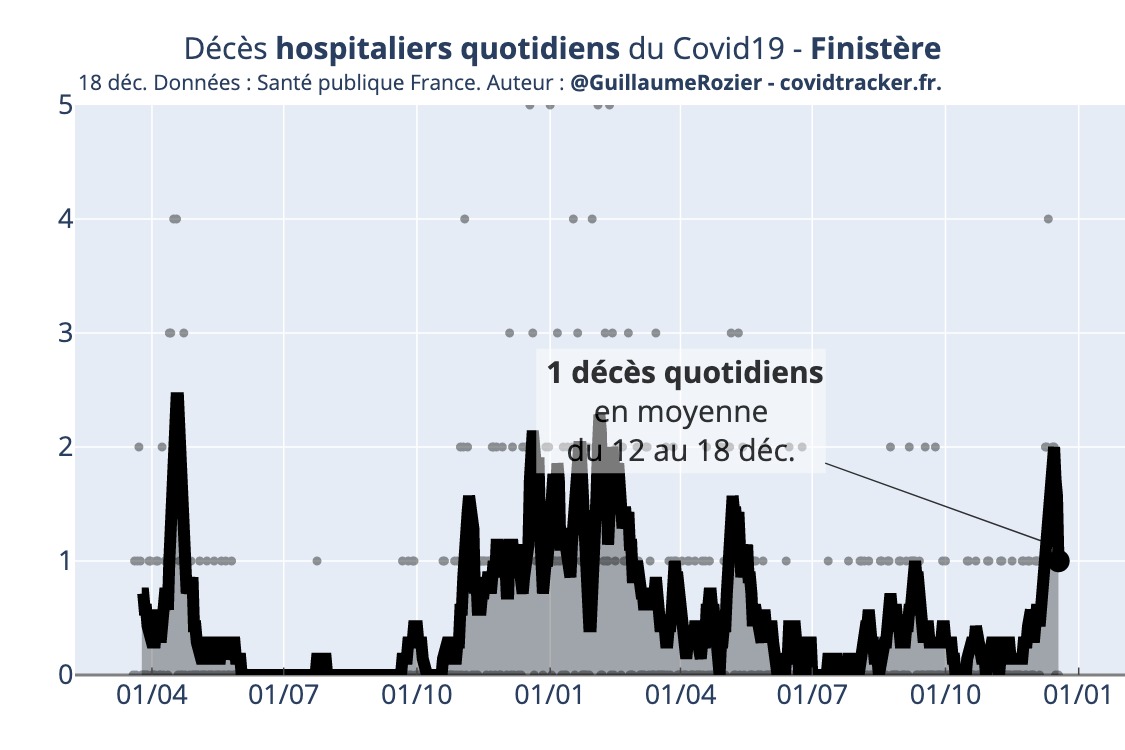 Décès hospitaliers quotidiens du Covid19 - Finistère
18 déc. Données : Santé publique France. Auteur : @GuillaumeRozier - covidtracker.fr.
5
4
3
1 décès quotidiens
en moyenne
du 12 au 18 déc.
2
1
0
01/04 01/07 01/10 01/01 01/04 01/07 01/10 01/01